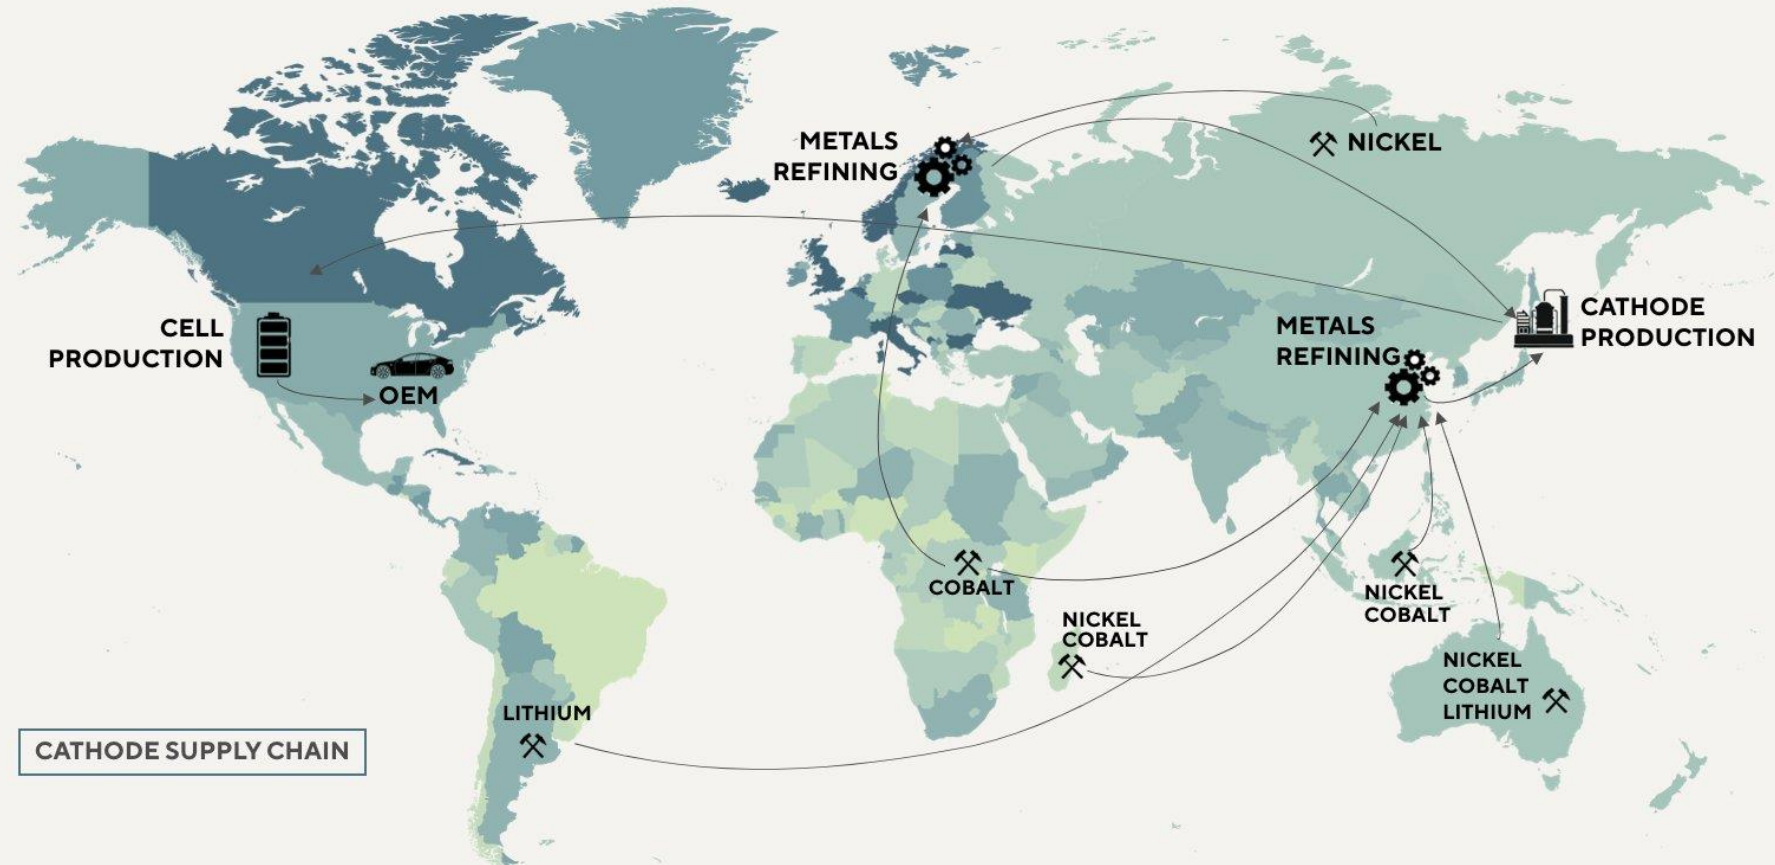 METALS
REFINING
NICKEL
CELL
PRODUCTION
OEM
METALS
REFINING
CATHODE
PRODUCTION
COBALT
NICKEL
COBALT
NICKEL
COBALT
NICKEL
COBALT
LITHIUM
LITHIUM
CATHODE SUPPLY CHAIN